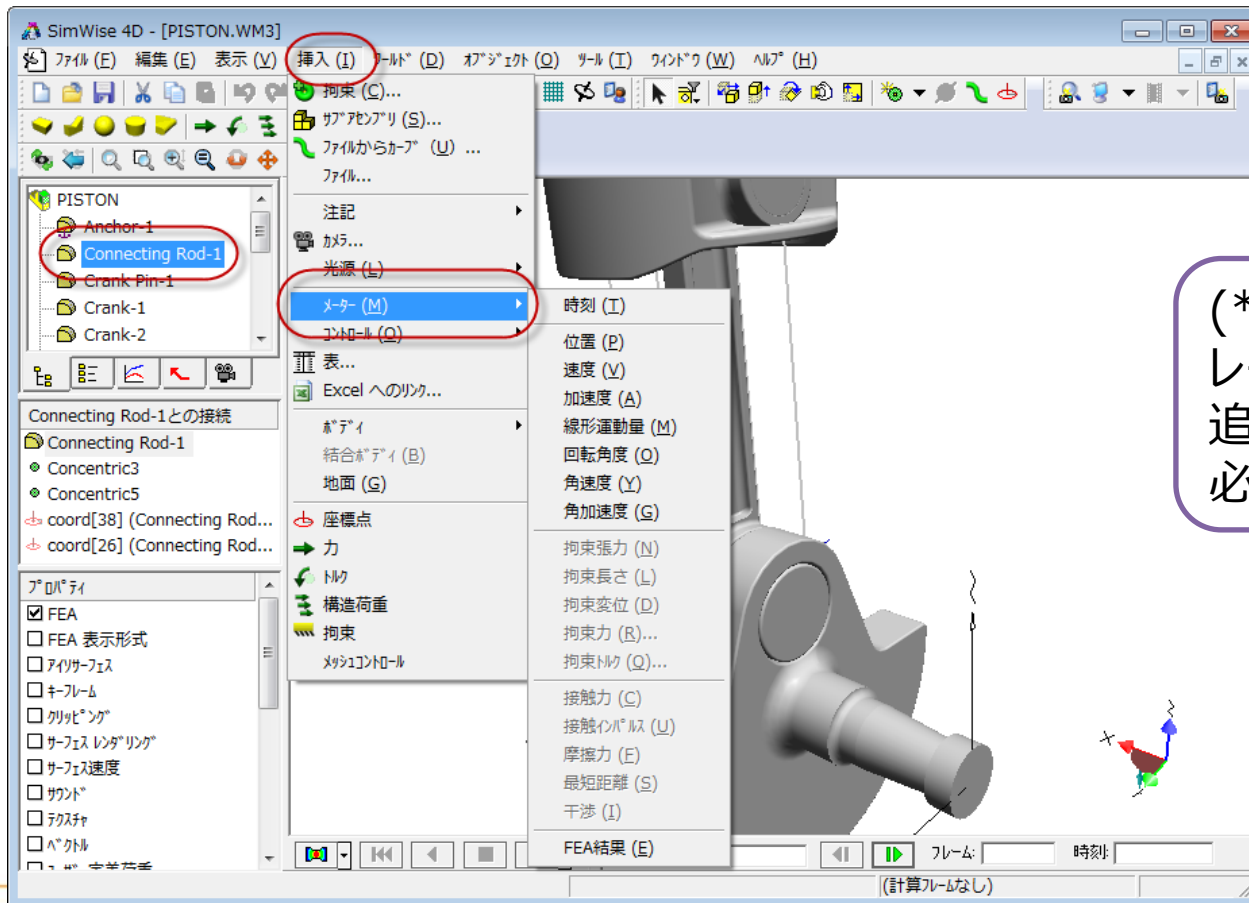 SimWise 4D - [PISTON.WM3]
ﾌｧｲﾙ (F) 編集 (E) 表示 (V) 挿入 (I) ﾜｰﾙﾄﾞ (D) ｵﾌﾞｼﾞｪｸﾄ (O) ﾂｰﾙ (T) ｳｨﾝﾄﾞｳ (W) ﾍﾙﾌﾟ (H)
拘束 (C)...
ｻﾌﾞｱｾﾝﾌﾞﾘ (S)...
ﾌｧｲﾙからｶｰﾌﾞ (U) ...
ﾌｧｲﾙ...
注記
ｶﾒﾗ...
光源 (L)
ﾒｰﾀｰ (M)
ｺﾝﾄﾛｰﾙ (O)
表...
Excel へのﾘﾝｸ...
ﾎﾞﾃﾞｨ
結合ﾎﾞﾃﾞｨ (B)
地面 (G)
座標点
力
ﾄﾙｸ
構造荷重
拘束
ﾒｯｼｭｺﾝﾄﾛｰﾙ
時刻 (T)
位置 (P)
速度 (V)
加速度 (A)
線形運動量 (M)
回転角度 (O)
角速度 (Y)
角加速度 (G)
拘束張力 (N)
拘束長さ (L)
拘束変位 (D)
拘束力 (R)...
拘束ﾄﾙｸ (Q)...
接触力 (C)
接触ｲﾝﾊﾟﾙｽ (U)
摩擦力 (F)
最短距離 (S)
干渉 (I)
FEA結果 (E)
PISTON
Anchor-1
Connecting Rod-1
Crank Pin-1
Crank-1
Crank-2
Connecting Rod-1との接続
Connecting Rod-1
Concentric3
Concentric5
coord[38] (Connecting Rod...
coord[26] (Connecting Rod...
ﾌﾟﾛﾊﾟﾃｨ
FEA
FEA 表示形式
ｱｲｿｻｰﾌｪｽ
ｷｰﾌﾚｰﾑ
ｸﾘｯﾋﾟﾝｸﾞ
ｻｰﾌｪｽ ﾚﾝﾀﾞﾘﾝｸﾞ
ｻｰﾌｪｽ速度
ｻｳﾝﾄﾞ
ﾃｸｽﾁｬ
ﾍﾞｸﾄﾙ
ﾌﾚｰﾑ:
時刻:
(計算ﾌﾚｰﾑなし)
(*
レ
追
必